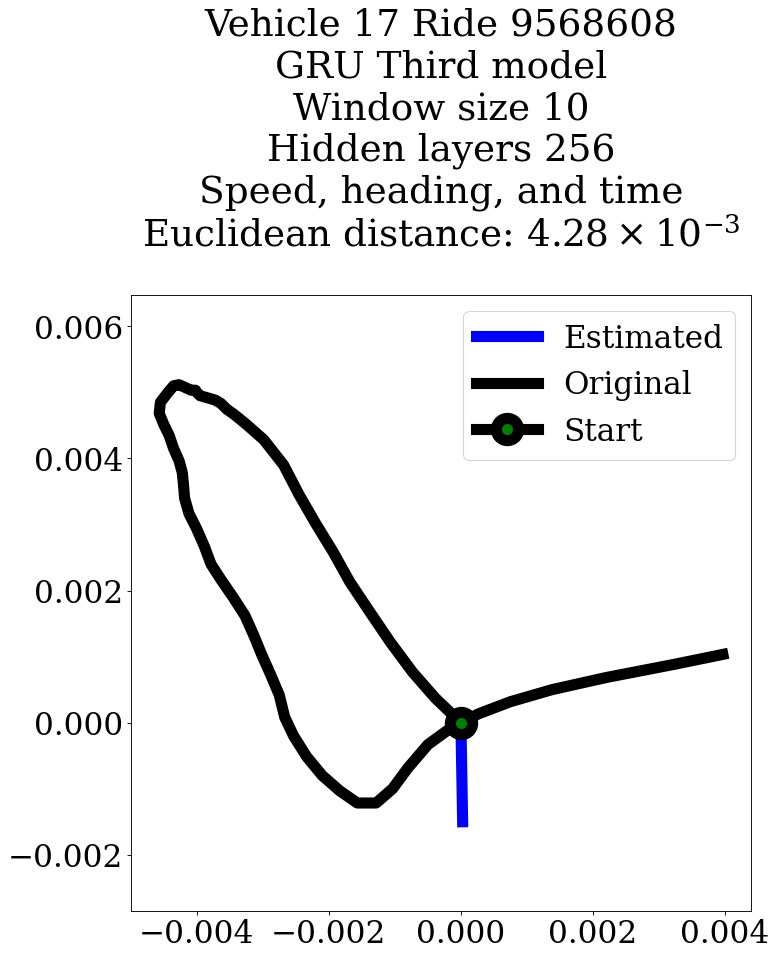 Vehicle 17 Ride 9568608
GRU Third model
Window size 10
Hidden layers 256
Speed, heading, and time
Euclidean distance: 4.28 × 10⁻³
Estimated
Original
Start
0.006
0.004
0.002
0.000
−0.002
−0.004 −0.002 0.000 0.002 0.004